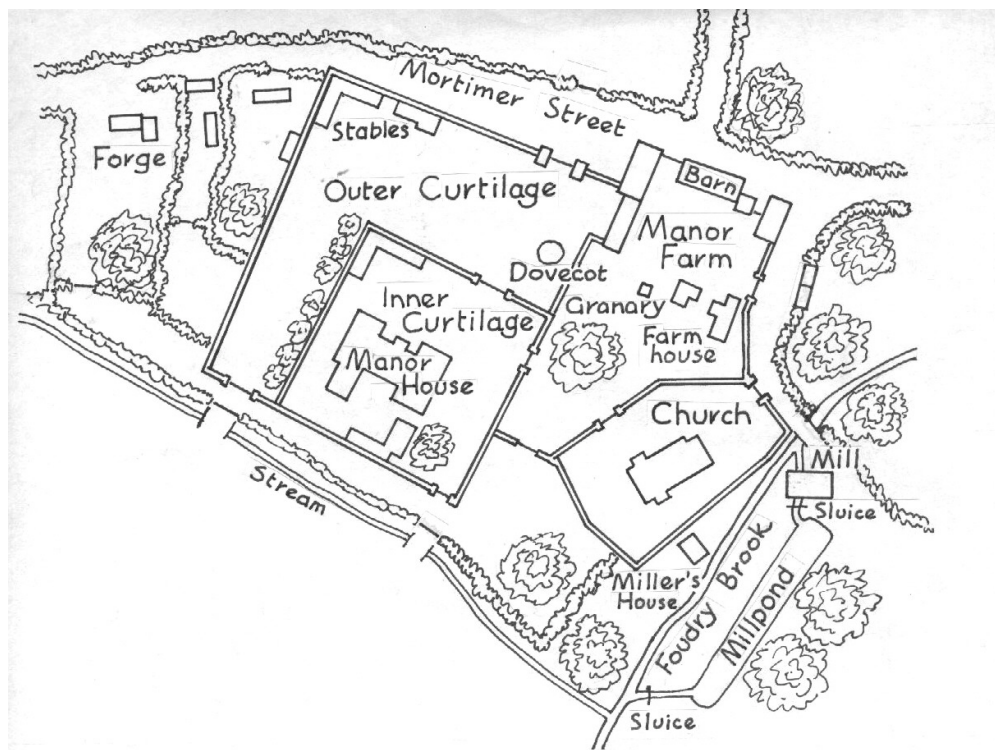 Mortimer Street
Stables
Forge
Barn
Outer Curtilage
Manor
Farm
Dovecot
Inner
Curtilage
Granary
Farm
house
Manor
House
Church
Mill
Stream
Sluice
Miller's
House
Foudry Brook
Millpond
Sluice